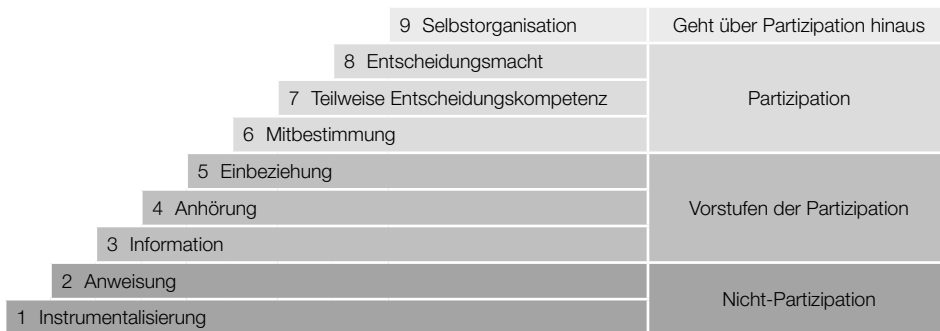 9 Selbstorganisation Geht über Partizipation hinaus
8 Entscheidungsmacht
7 Teilweise Entscheidungskompetenz Partizipation
6 Mitbestimmung
5 Einbeziehung
4 Anhörung Vorstufen der Partizipation
3 Information
2 Anweisung
Nicht-Partizipation
1 Instrumentalisierung